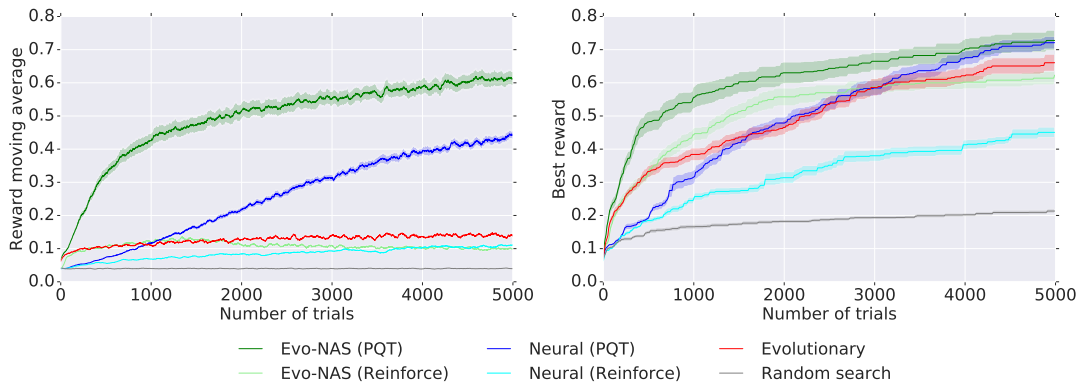 0.8
0.7
0.6
0.5
0.4
0.3
0.2
0.1
0.0
Reward moving average
0 1000 2000 3000 4000 5000
Number of trials
0.8
0.7
0.6
0.5
0.4
0.3
0.2
0.1
0.0
Best reward
0 1000 2000 3000 4000 5000
Number of trials
Evo-NAS (PQT) Neural (PQT) Evolutionary
Evo-NAS (Reinforce) Neural (Reinforce) Random search